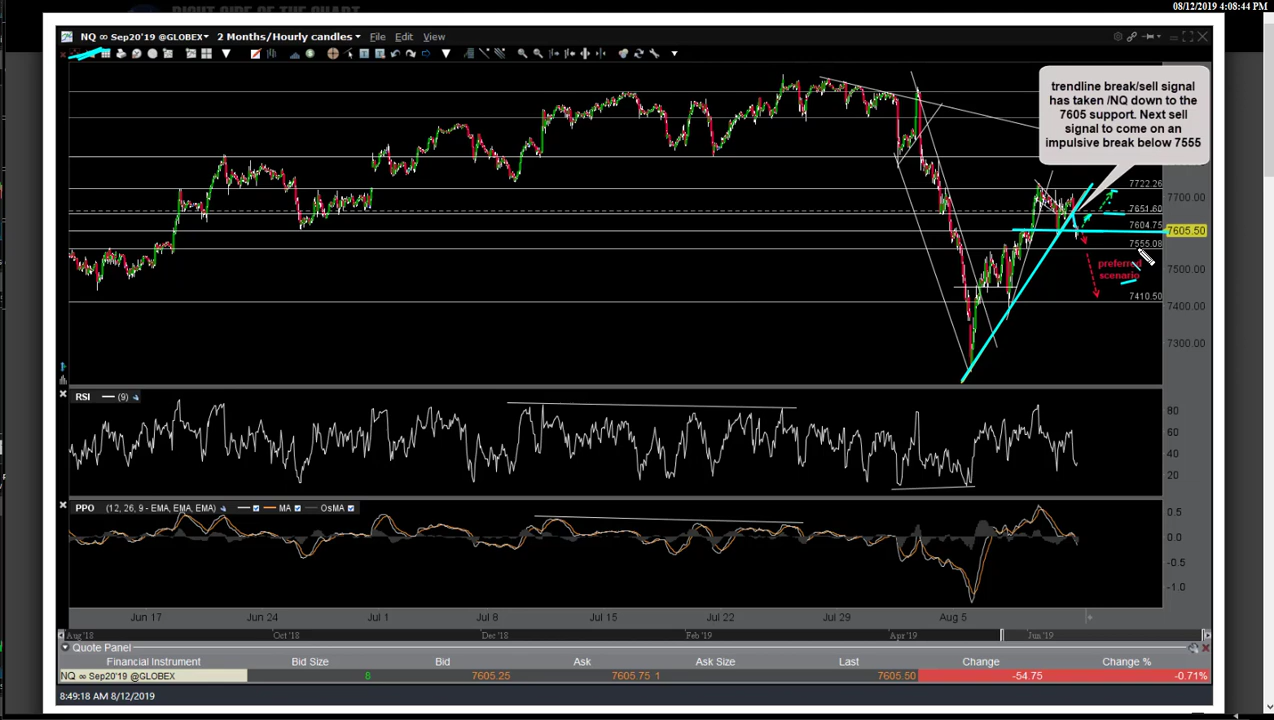 08/12/2019 4:08:44 PM
NQ ∞ Sep20'19 @GLOBEX 2 Months/Hourly candles File Edit View
trendline break/sell signal
has taken /NQ down to the
7605 support. Next sell
signal to come on an
impulsive break below 7555
7722.26
7700.00
7651.60
7604.75
7605.50
7555.08
preferred
scenario
7500.00
7410.50
7400.00
7300.00
RSI (9)
80
60
40
20
PPO (12, 26, 9 - EMA, EMA, EMA) MA OsMA
0.5
0.0
-0.5
-1.0
Jun 17 Jun 24 Jul 1 Jul 8 Jul 15 Jul 22 Jul 29 Aug 5
Aug '18 Oct '18 Dec '18 Feb '19 Apr '19 Jun '19
Quote Panel
Financial Instrument Bid Size Bid Ask Ask Size Last Change Change %
NQ ∞ Sep20'19 @GLOBEX 8 7605.25 7605.75 1 7605.50 -54.75 -0.71%
8:49:18 AM 8/12/2019